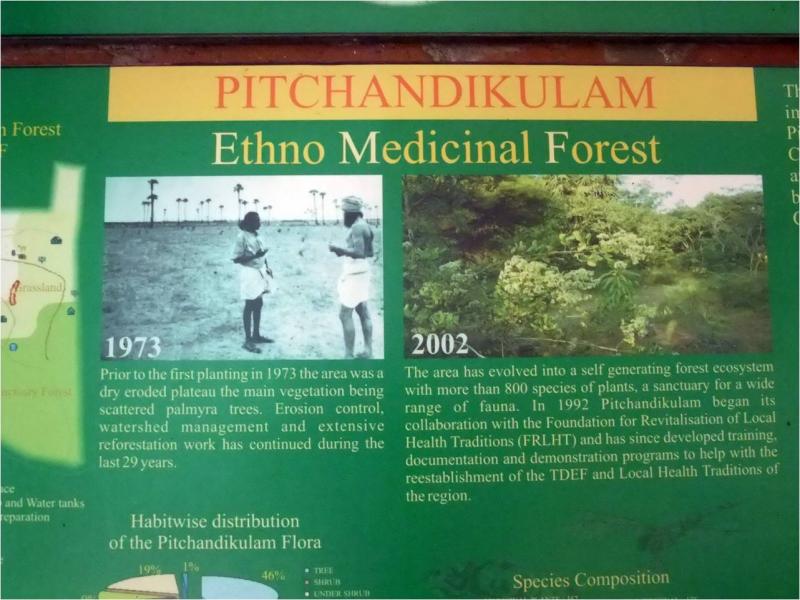 PITCHANDIKULAM
Ethno Medicinal Forest
Forest
Grassland
Forest
1973
Prior to the first planting in 1973 the area was a
dry eroded plateau the main vegetation being
scattered palmyra trees. Erosion control,
watershed management and extensive
reforestation work has continued during the
last 29 years.
2002
The area has evolved into a self generating forest ecosystem
with more than 800 species of plants, a sanctuary for a wide
range of fauna. In 1992 Pitchandikulam began its
collaboration with the Foundation for Revitalisation of Local
Health Traditions (FRLHT) and has since developed training,
documentation and demonstration programs to help with the
reestablishment of the TDEF and Local Health Traditions of
the region.
and Water tanks
Habitwise distribution
of the Pitchandikulam Flora
19%
1%
46%
TREE
SHRUB
UNDER SHRUB
Species Composition